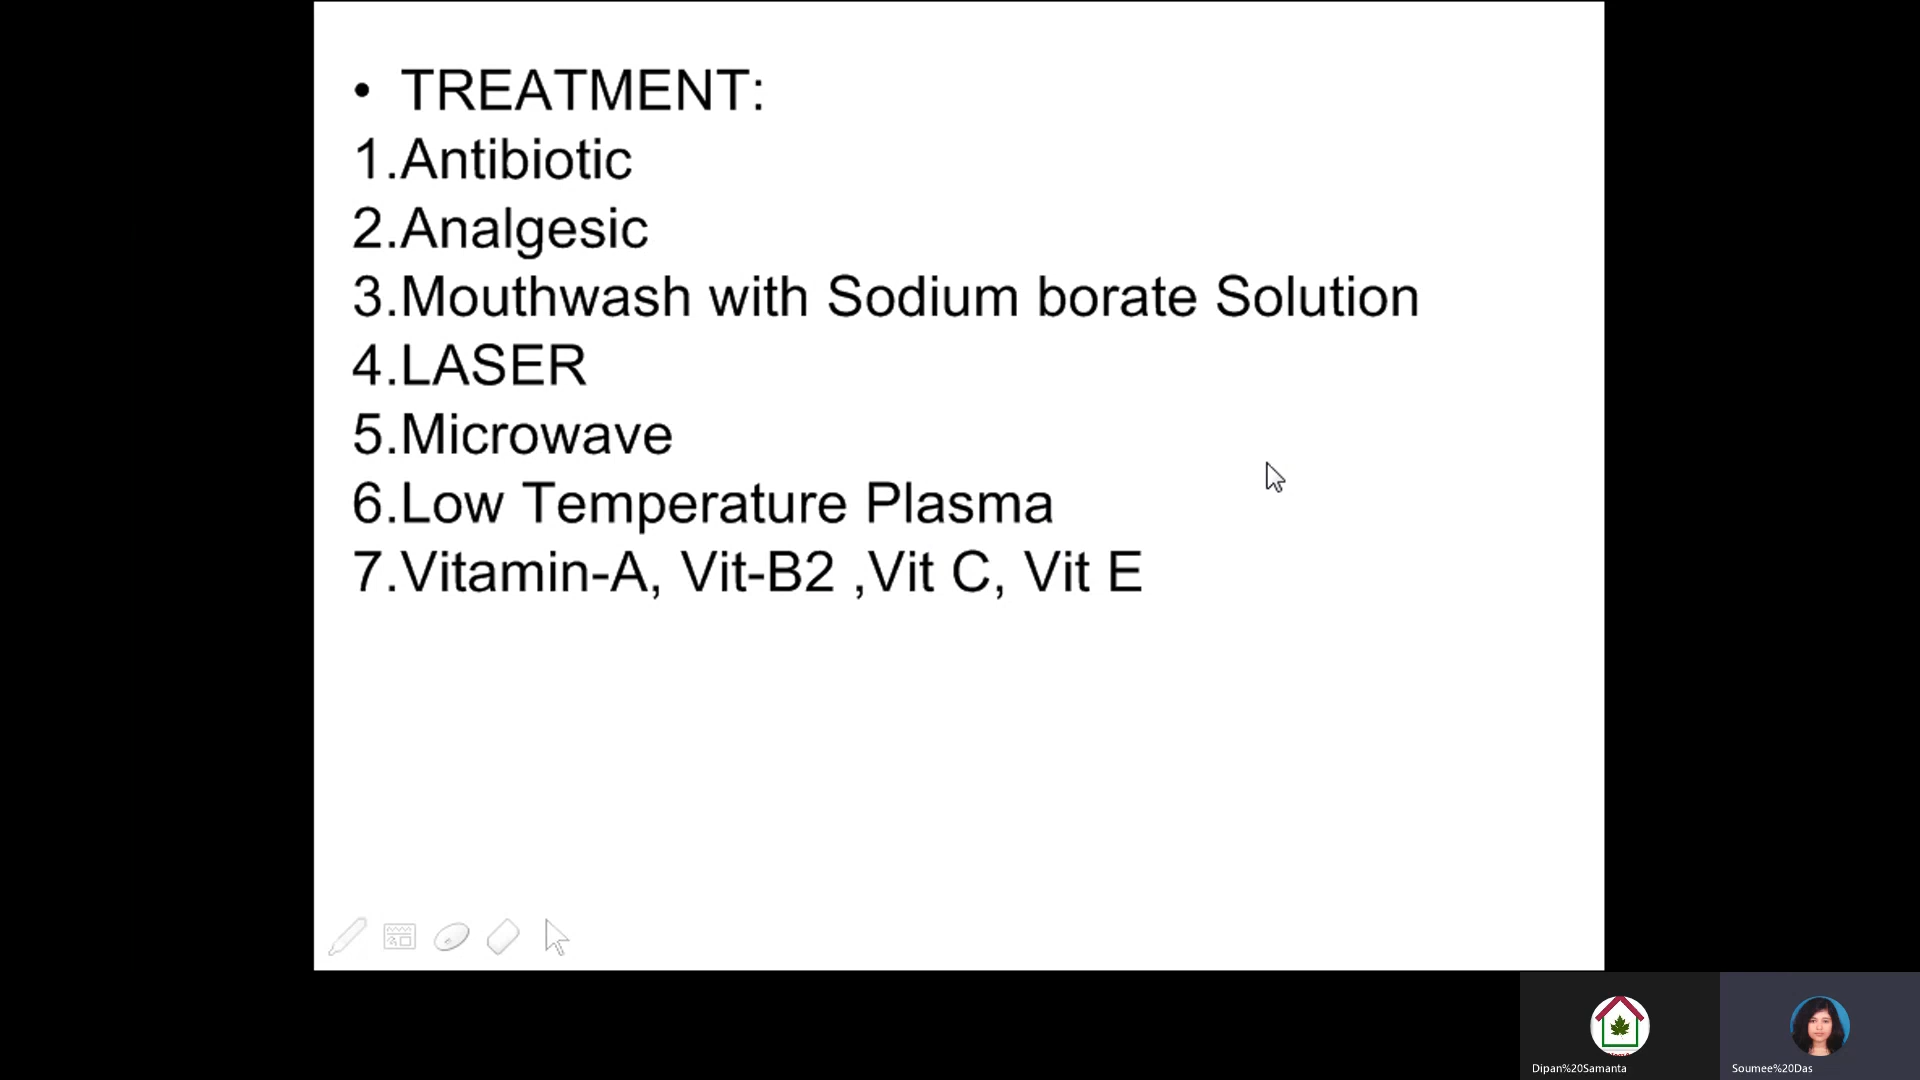 • TREATMENT:
1.Antibiotic
2.Analgesic
3.Mouthwash with Sodium borate Solution
4.LASER
5.Microwave
6.Low Temperature Plasma
7.Vitamin-A, Vit-B2 ,Vit C, Vit E
Dipan%20Samanta
Soumee%20Das